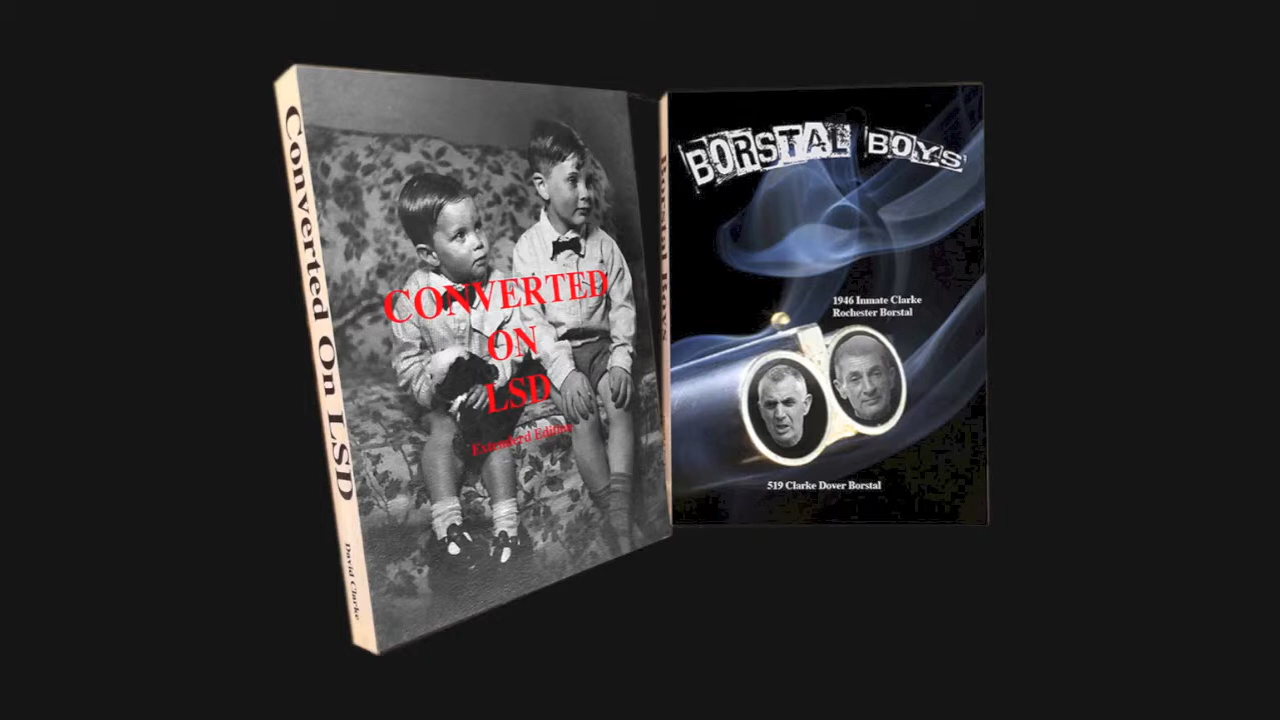 Converted On LSD
David Clarke
CONVERTED
ON
LSD
Extenderd Edition
Borstal Boys
BORSTAL BOYS
1946 Inmate Clarke
Rochester Borstal
519 Clarke Dover Borstal